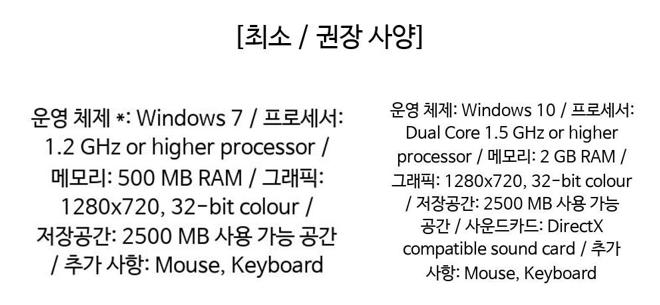 [최소 / 권장 사양]
운영 체제 *: Windows 7 / 프로세서:
1.2 GHz or higher processor /
메모리: 500 MB RAM / 그래픽:
1280x720, 32-bit colour /
저장공간: 2500 MB 사용 가능 공간
/ 추가 사항: Mouse, Keyboard
운영 체제: Windows 10 / 프로세서:
Dual Core 1.5 GHz or higher
processor / 메모리: 2 GB RAM /
그래픽: 1280x720, 32-bit colour
/ 저장공간: 2500 MB 사용 가능
공간 / 사운드카드: DirectX
compatible sound card / 추가
사항: Mouse, Keyboard